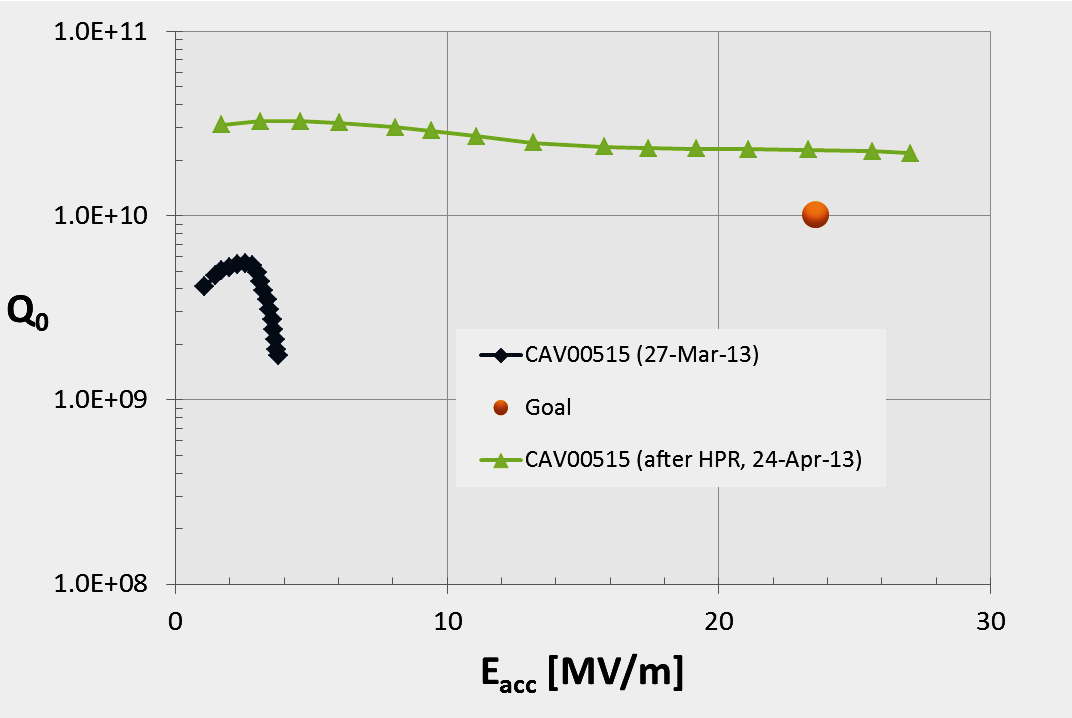 1.0E+11
1.0E+10
Q0
1.0E+09
1.0E+08
CAV00515 (27-Mar-13)
Goal
CAV00515 (after HPR, 24-Apr-13)
0 10 20 30
Eacc [MV/m]